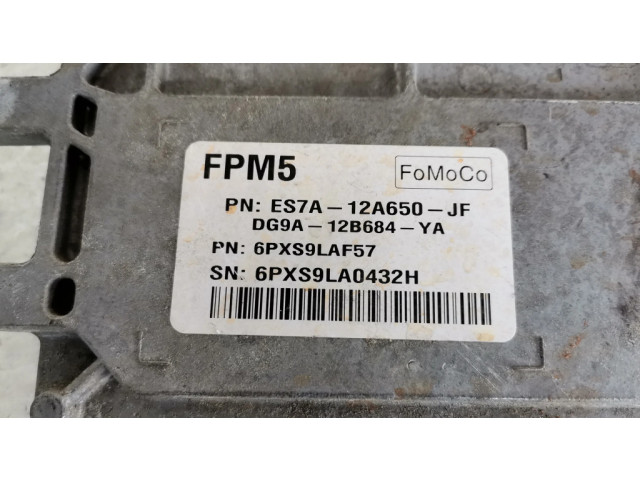 FPM5
FoMoCo
PN: ES7A-12A650-JF
DG9A-12B684-YA
PN: 6PXS9LAF57
SN: 6PXS9LA0432H